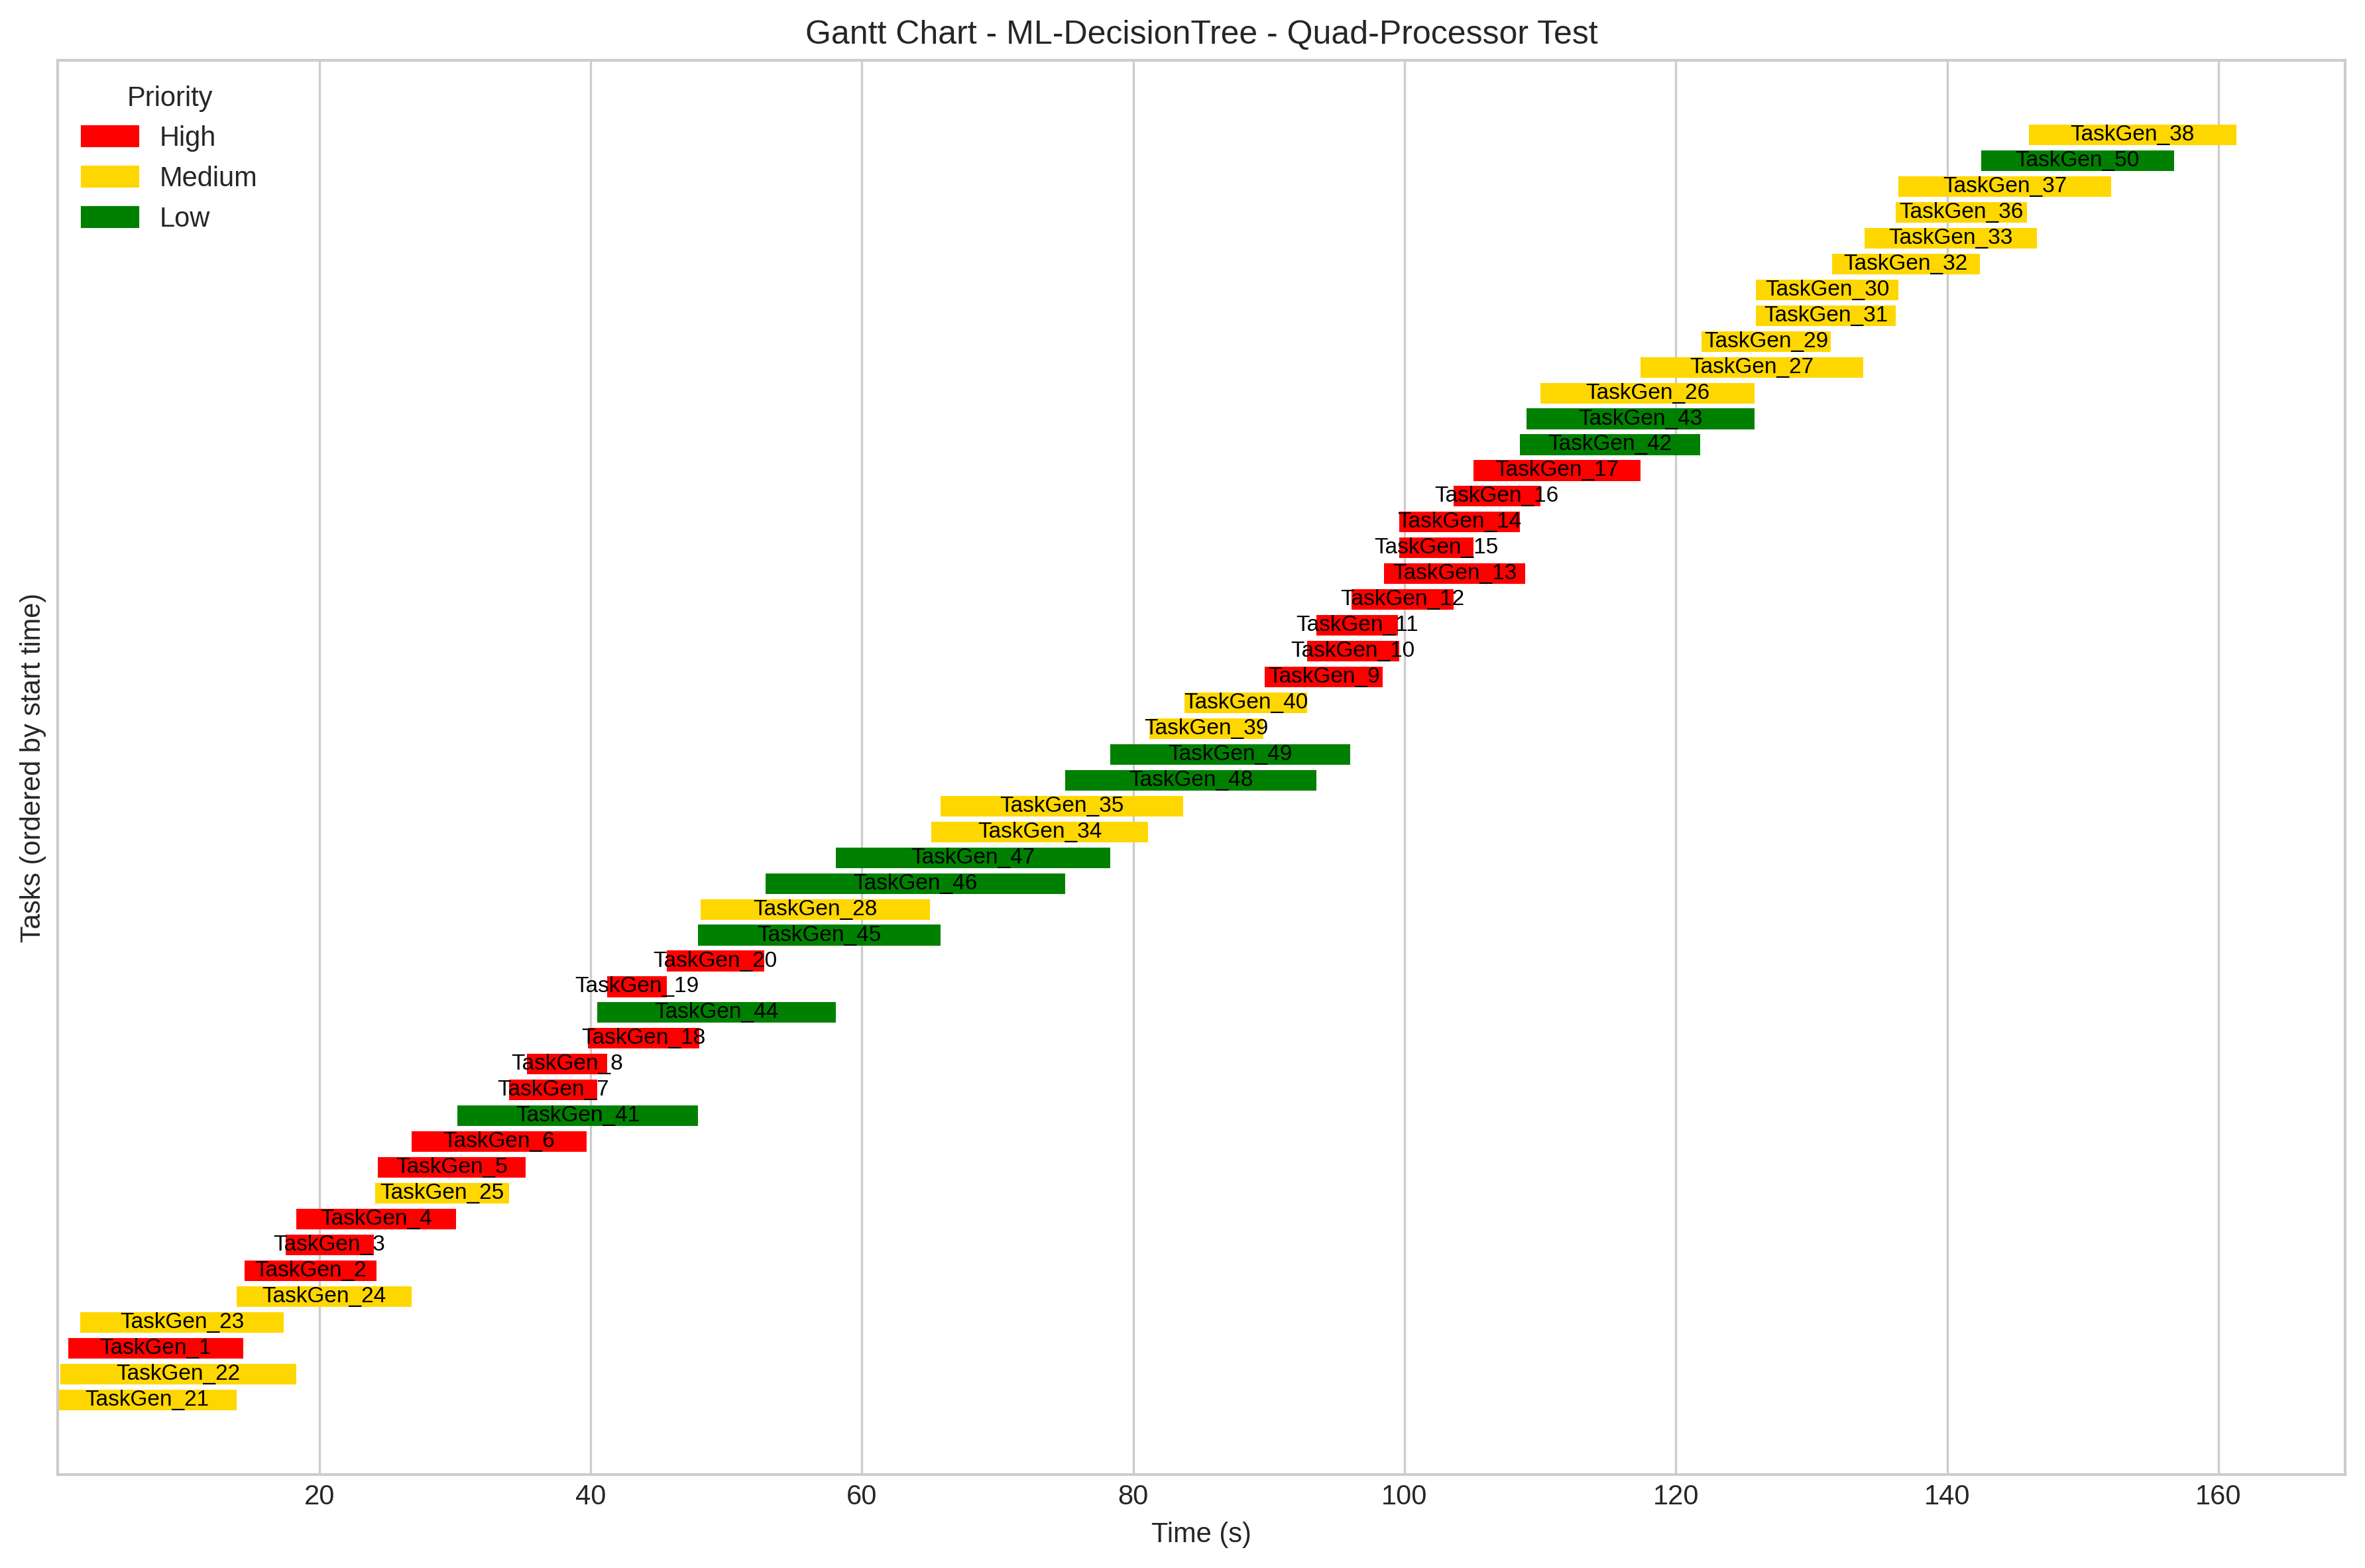 Gantt Chart - ML-DecisionTree - Quad-Processor Test
Priority
High
Medium
Low
TaskGen_38
TaskGen_50
TaskGen_37
TaskGen_36
TaskGen_33
TaskGen_32
TaskGen_30
TaskGen_31
TaskGen_29
TaskGen_27
TaskGen_26
TaskGen_43
TaskGen_42
TaskGen_17
TaskGen_16
TaskGen_14
TaskGen_15
TaskGen_13
TaskGen_12
TaskGen_11
TaskGen_10
TaskGen_9
TaskGen_40
TaskGen_39
TaskGen_49
TaskGen_48
TaskGen_35
TaskGen_34
TaskGen_47
TaskGen_46
TaskGen_28
TaskGen_45
TaskGen_20
TaskGen_19
TaskGen_44
TaskGen_18
TaskGen_8
TaskGen_7
TaskGen_41
TaskGen_6
TaskGen_5
TaskGen_25
TaskGen_4
TaskGen_3
TaskGen_2
TaskGen_24
TaskGen_23
TaskGen_1
TaskGen_22
TaskGen_21
Tasks (ordered by start time)
20 40 60 80 100 120 140 160
Time (s)